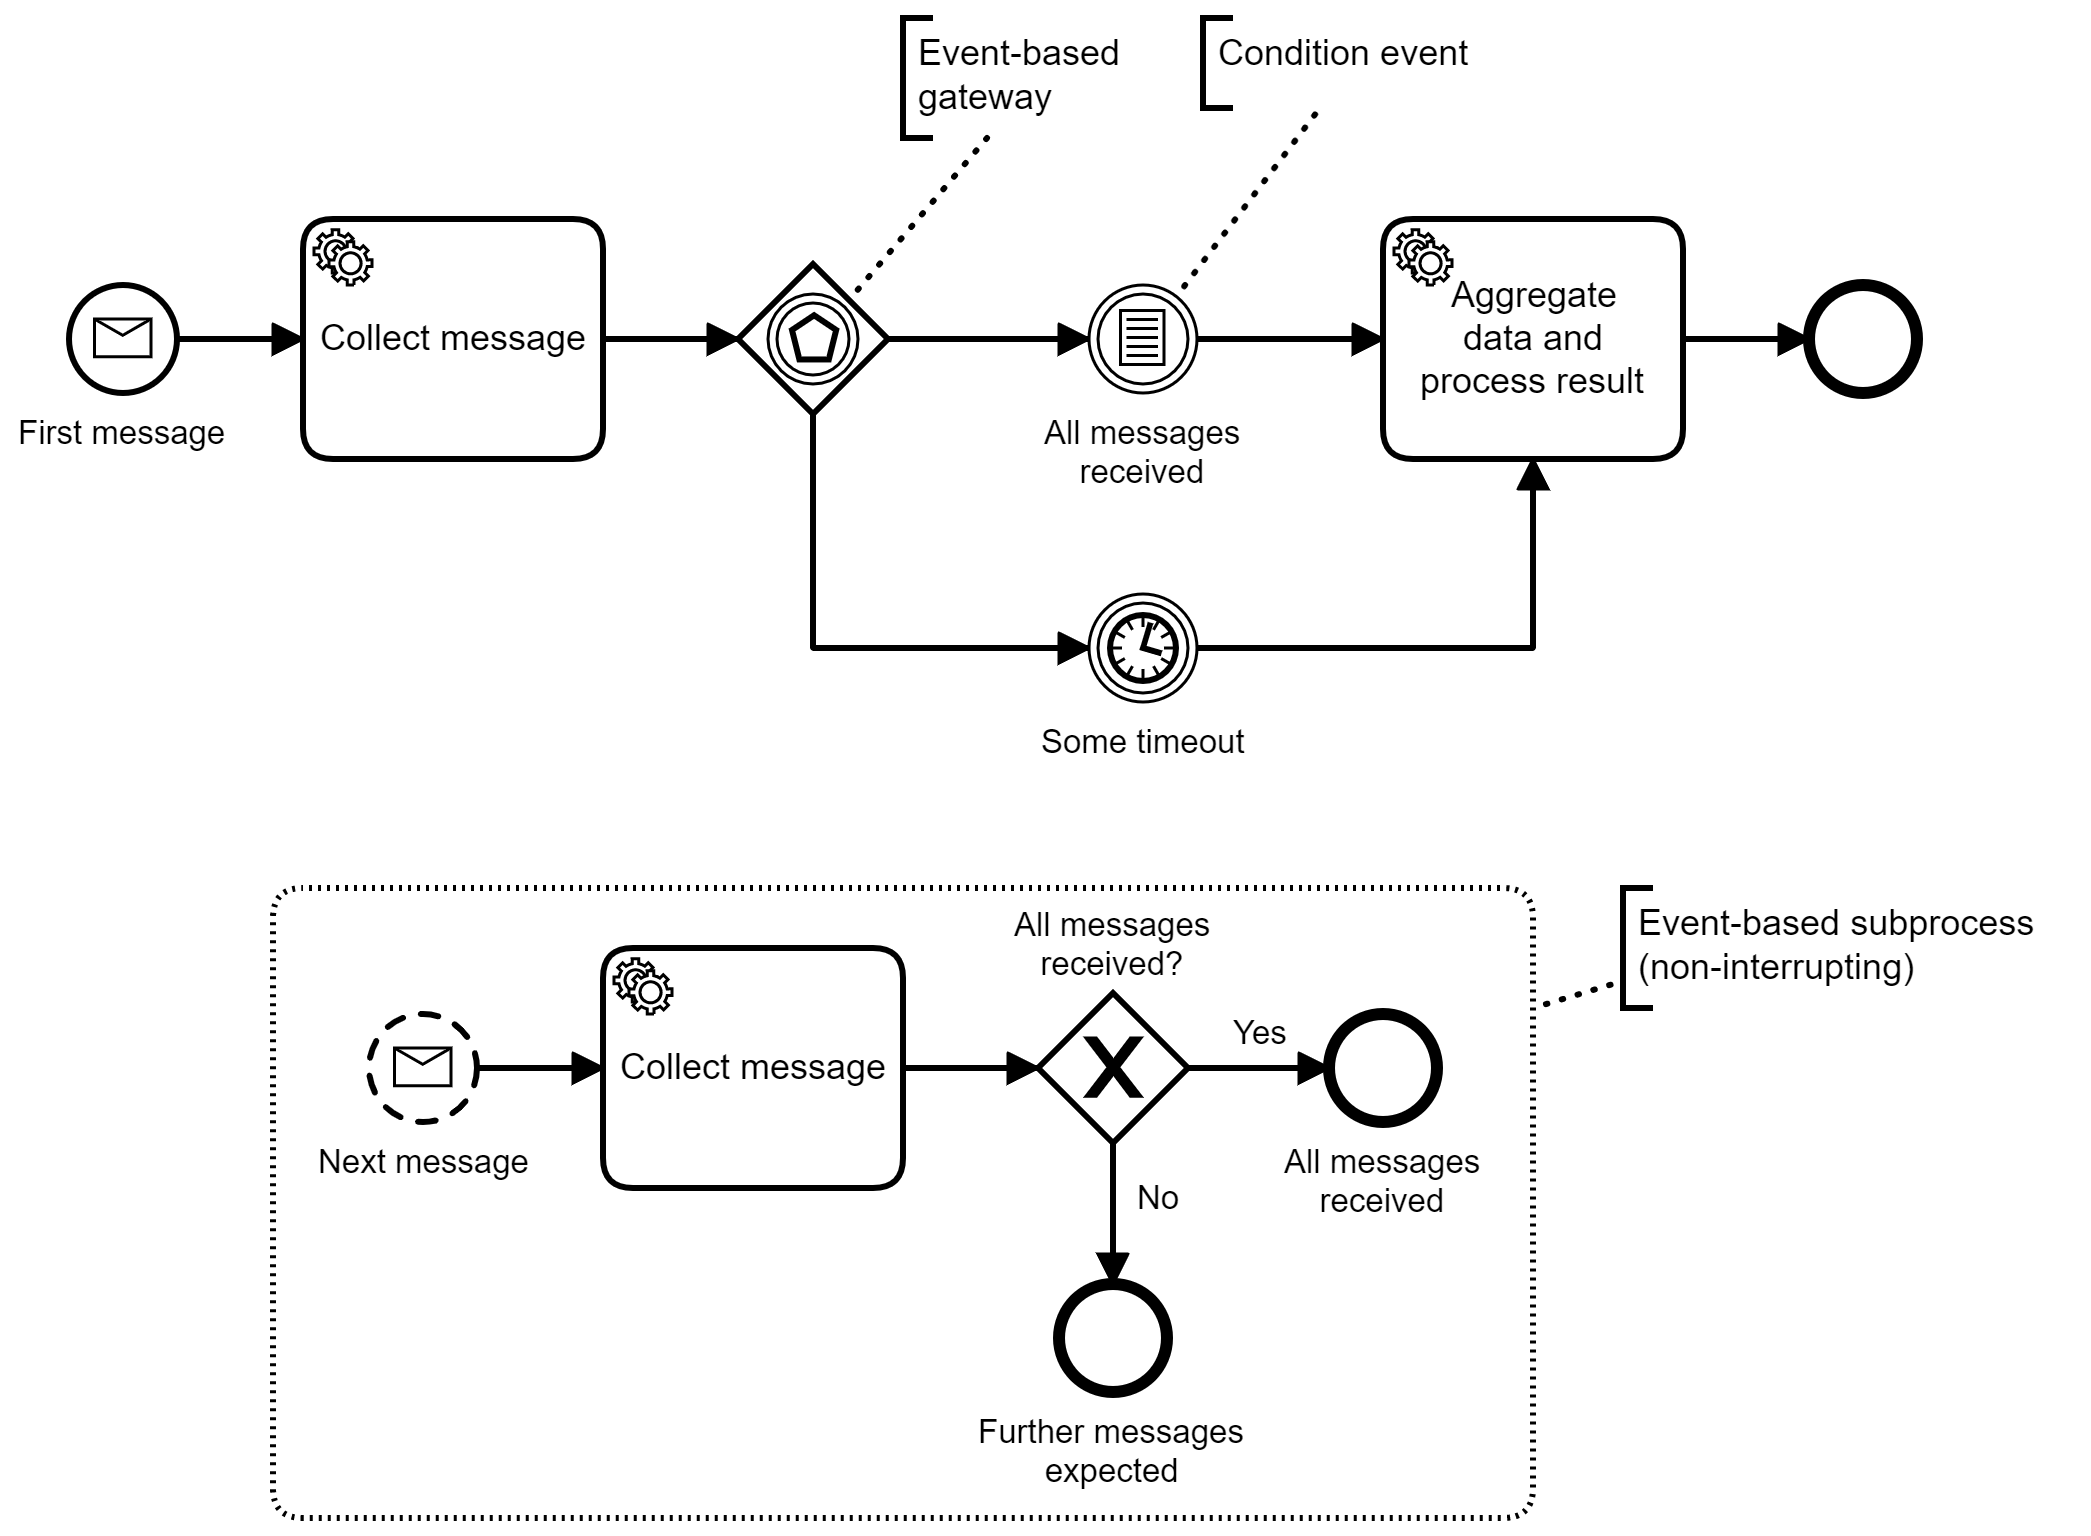 Event-based
gateway
Condition event
Collect message
Aggregate
data and
process result
First message
All messages
received
Some timeout
Event-based subprocess
(non-interrupting)
All messages
received?
Yes
Collect message
Next message
All messages
received
No
Further messages
expected